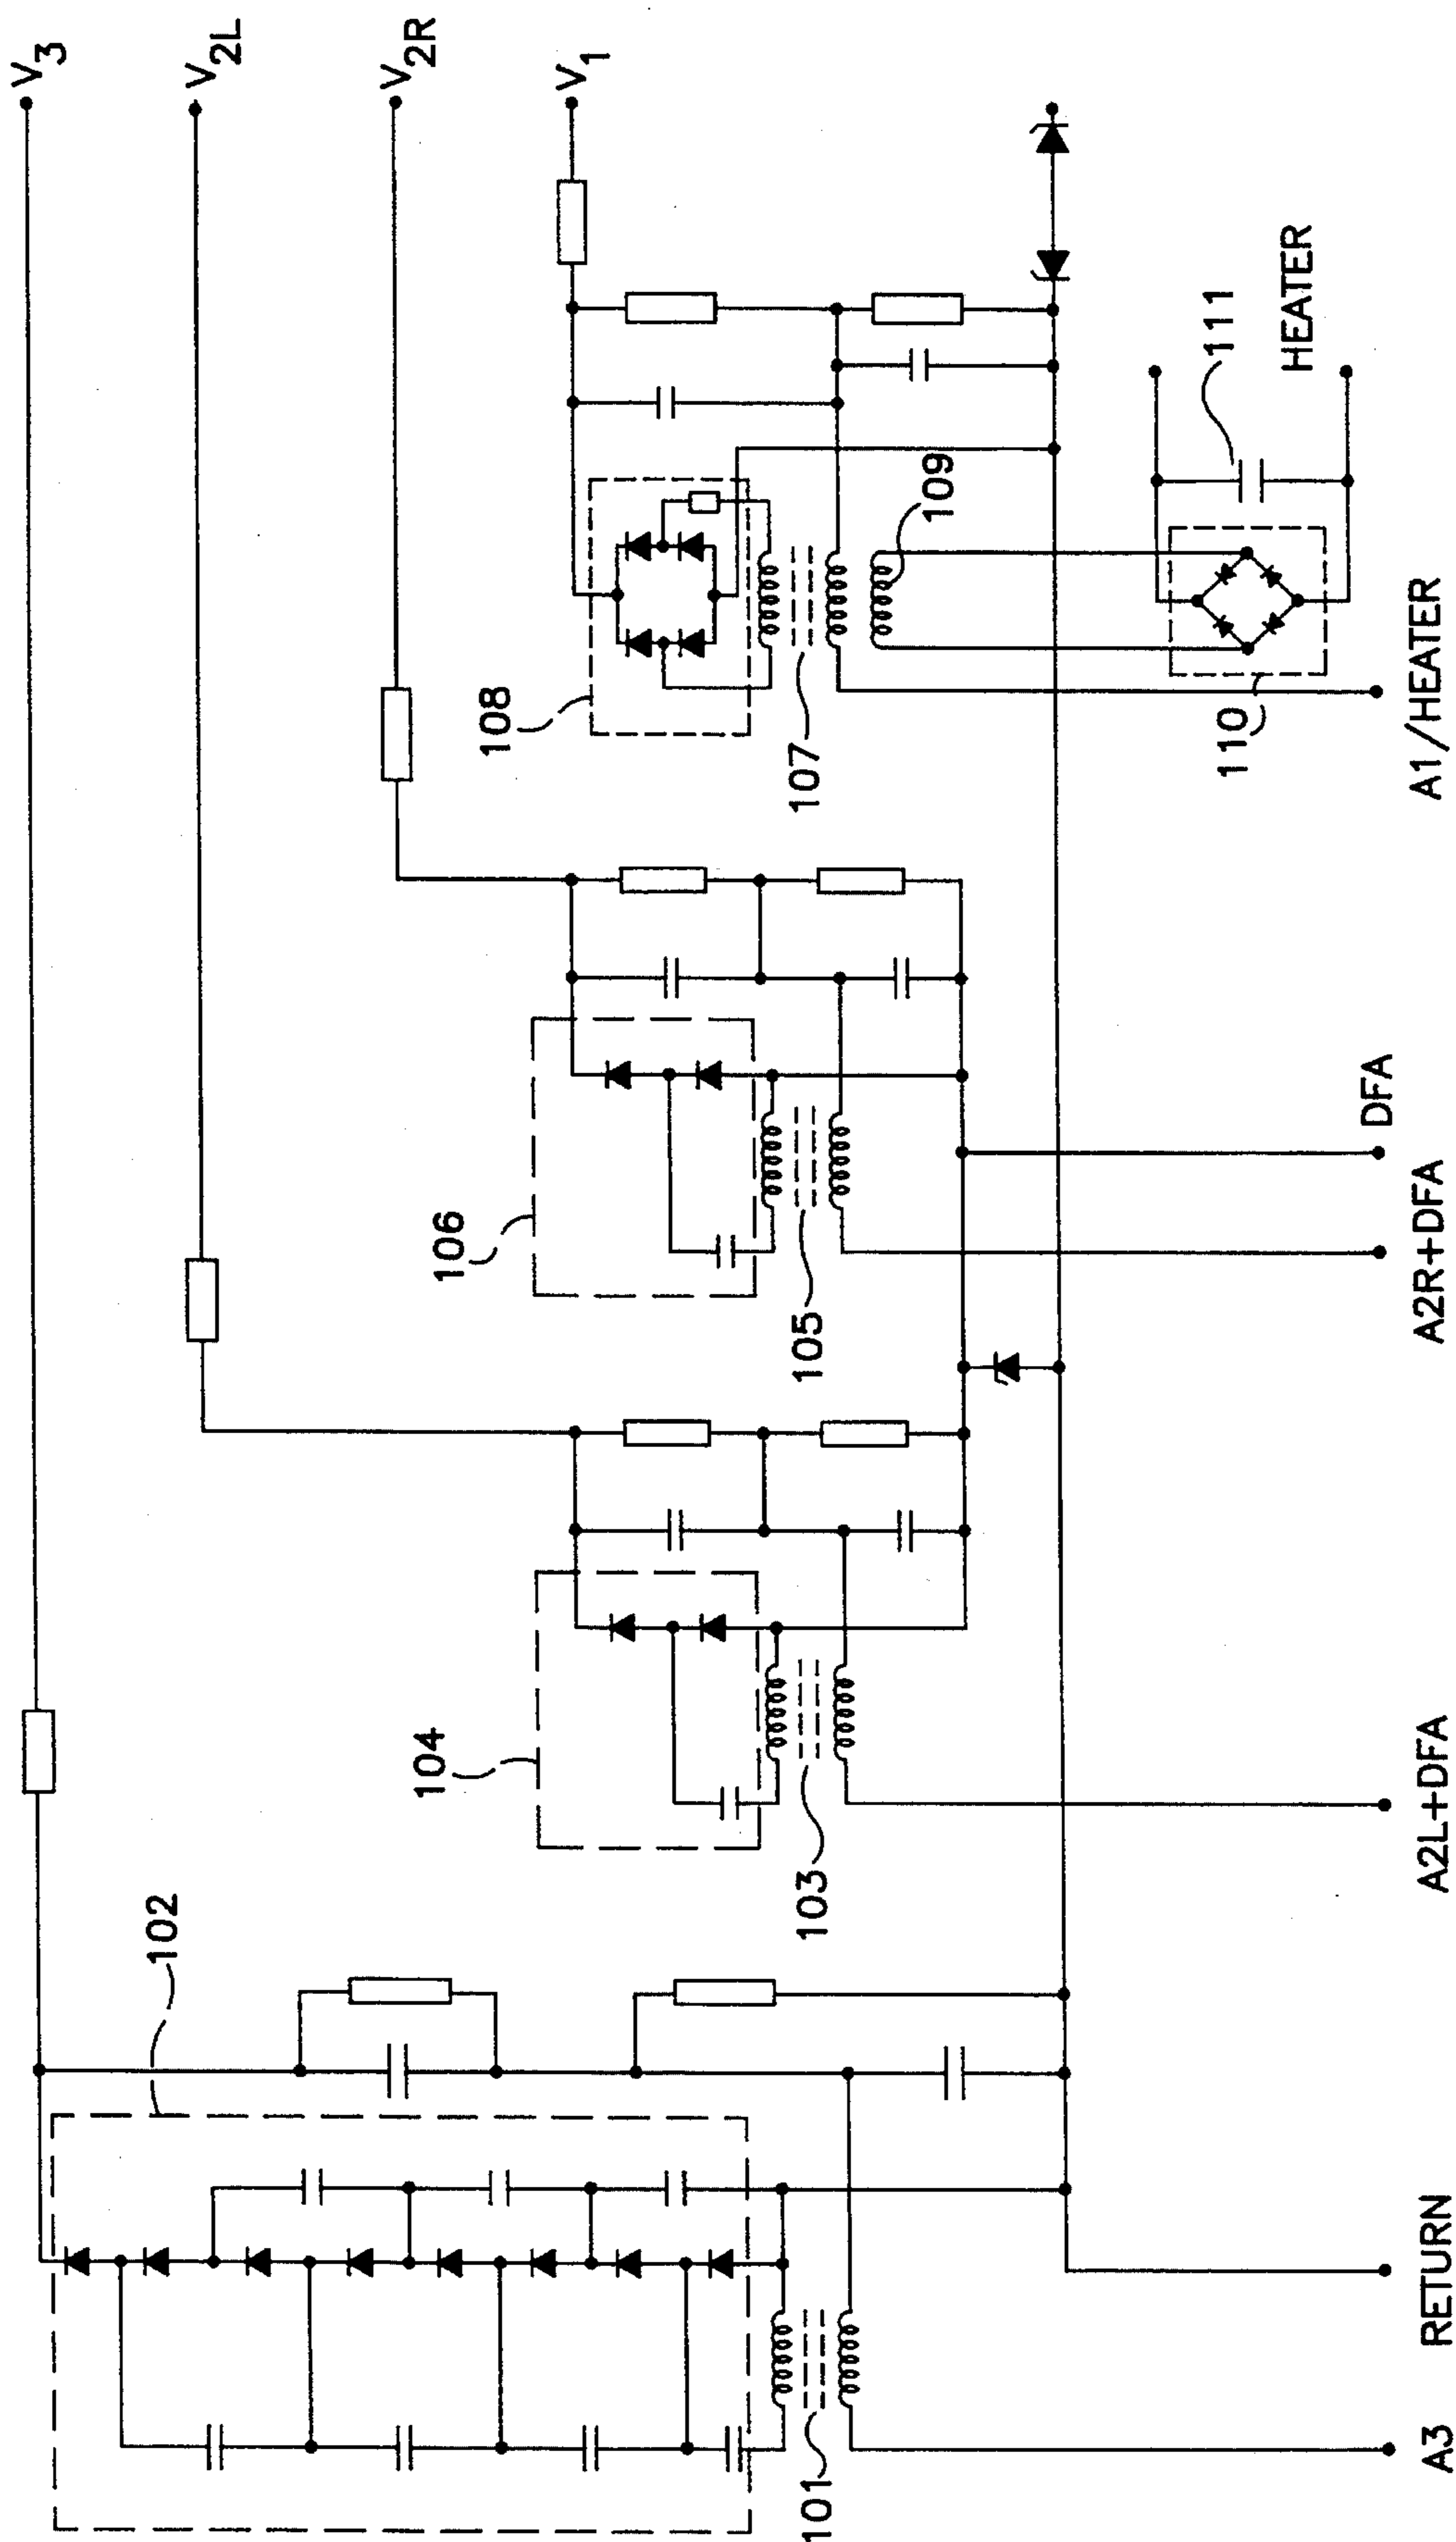 V3
V2L
V2R
V1
102
104
106
108
101
103
105
107
109
110
111
HEATER
A3
RETURN
A2L+DFA
A2R+DFA
DFA
A1/HEATER